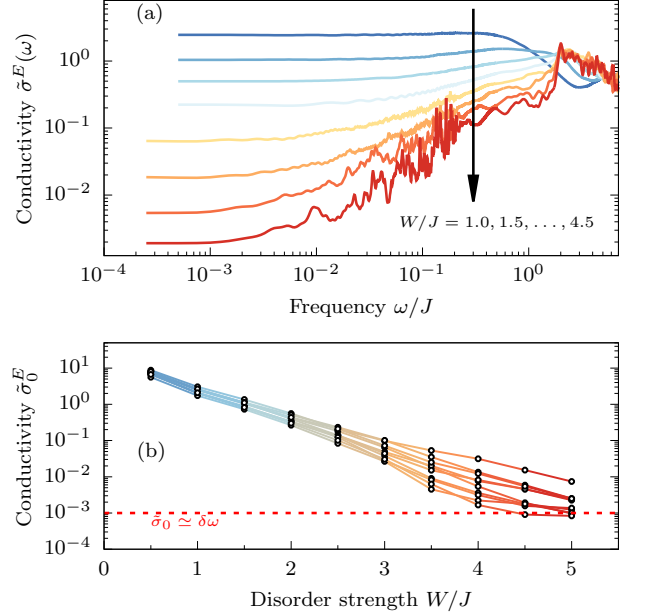 (a)
Conductivity σ̃^E(ω)
10^0
10^−1
10^−2
W/J = 1.0, 1.5, . . . , 4.5
10^−4 10^−3 10^−2 10^−1 10^0
Frequency ω/J
Conductivity σ̃_0^E
10^1
10^0
10^−1
(b)
10^−2
10^−3
σ̃_0 ≃ δω
10^−4
0 1 2 3 4 5
Disorder strength W/J